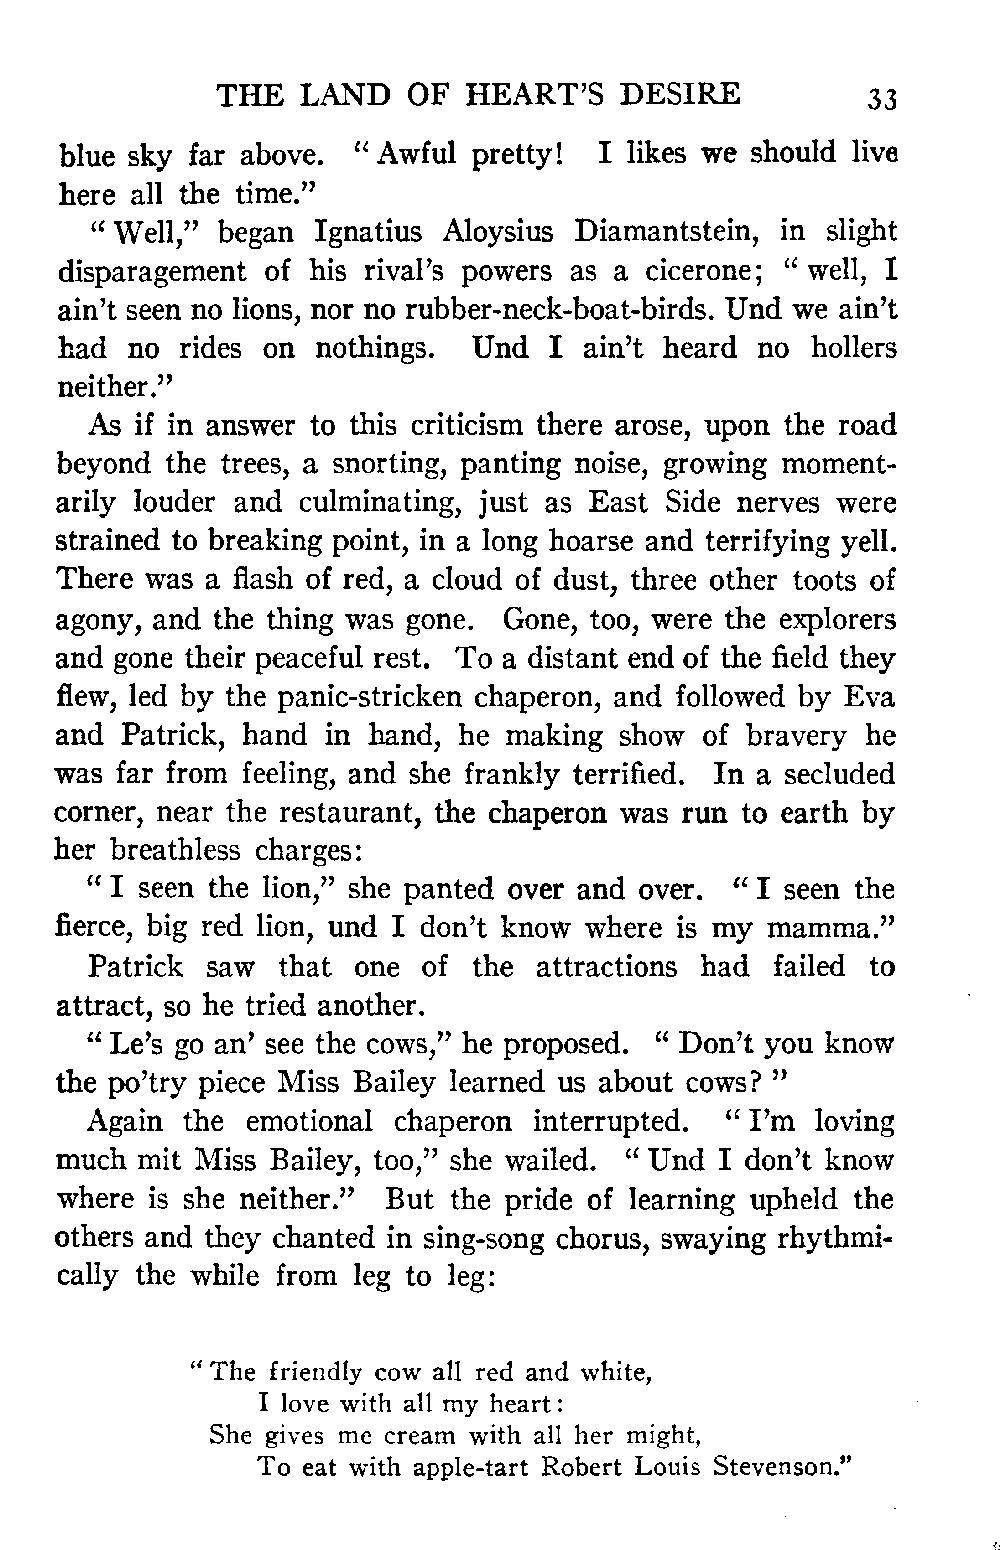 THE LAND OF HEART'S DESIRE 33
blue sky far above. "Awful pretty! I likes we should live
here all the time."
"Well," began Ignatius Aloysius Diamantstein, in slight
disparagement of his rival's powers as a cicerone; "well, I
ain't seen no lions, nor no rubber-neck-boat-birds. Und we ain't
had no rides on nothings. Und I ain't heard no hollers
neither."
As if in answer to this criticism there arose, upon the road
beyond the trees, a snorting, panting noise, growing moment-
arily louder and culminating, just as East Side nerves were
strained to breaking point, in a long hoarse and terrifying yell.
There was a flash of red, a cloud of dust, three other toots of
agony, and the thing was gone. Gone, too, were the explorers
and gone their peaceful rest. To a distant end of the field they
flew, led by the panic-stricken chaperon, and followed by Eva
and Patrick, hand in hand, he making show of bravery he
was far from feeling, and she frankly terrified. In a secluded
corner, near the restaurant, the chaperon was run to earth by
her breathless charges:
"I seen the lion," she panted over and over. "I seen the
fierce, big red lion, und I don't know where is my mamma."
Patrick saw that one of the attractions had failed to
attract, so he tried another.
"Le's go an' see the cows," he proposed. "Don't you know
the po'try piece Miss Bailey learned us about cows?"
Again the emotional chaperon interrupted. "I'm loving
much mit Miss Bailey, too," she wailed. "Und I don't know
where is she neither." But the pride of learning upheld the
others and they chanted in sing-song chorus, swaying rhythmi-
cally the while from leg to leg:
"The friendly cow all red and white,
I love with all my heart:
She gives me cream with all her might,
To eat with apple-tart Robert Louis Stevenson."